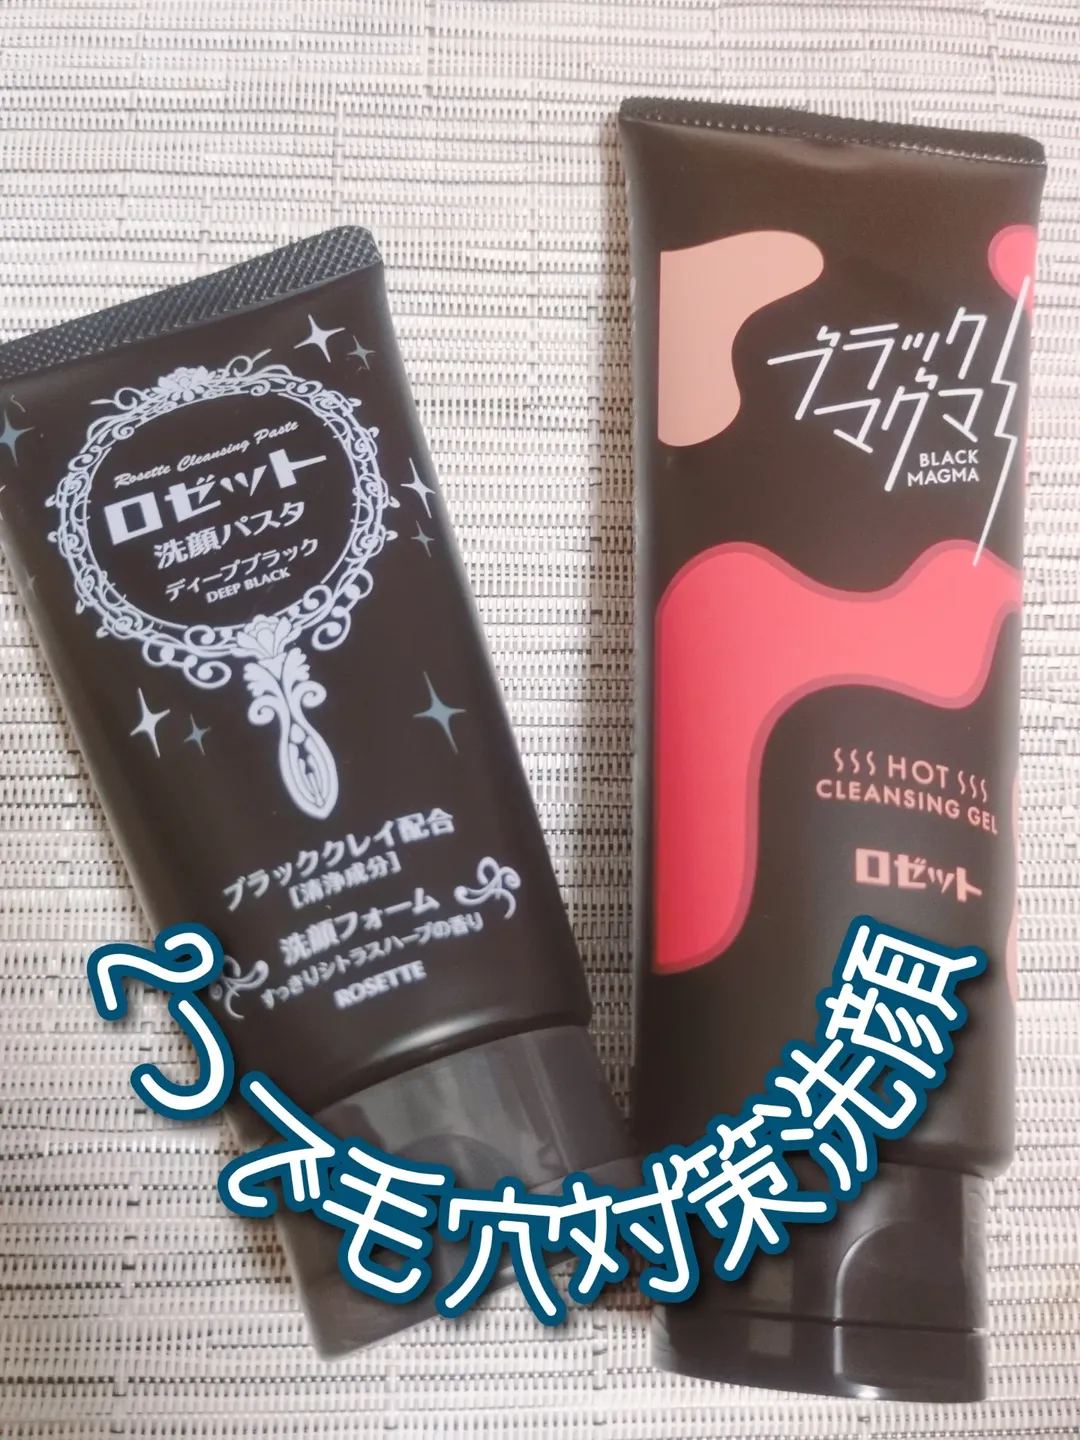 Rosette Cleansing Paste
ロゼット
洗顔パスタ
ディープブラック
DEEP BLACK
ブラッククレイ配合
[清浄成分]
洗顔フォーム
すっきりシトラスハーブの香り
ROSETTE
ブラック
マグマ
BLACK
MAGMA
HOT
CLEANSING GEL
ロゼット
2つで毛穴対策洗顔